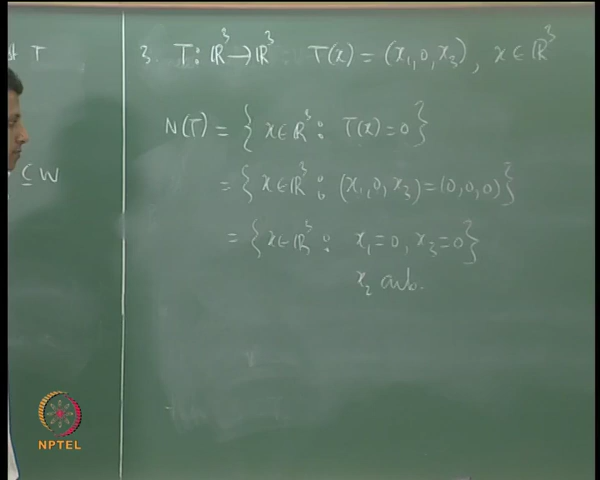 T
⊆ W
3. T: ℝ³ → ℝ³ T(x) = (x₁, 0, x₃), x ∈ ℝ³
N(T) = { x ∈ ℝ³ : T(x) = 0 }
= { x ∈ ℝ³ : (x₁, 0, x₃) = (0, 0, 0) }
= { x ∈ ℝ³ : x₁ = 0, x₃ = 0 }
x₂ arb.
NPTEL